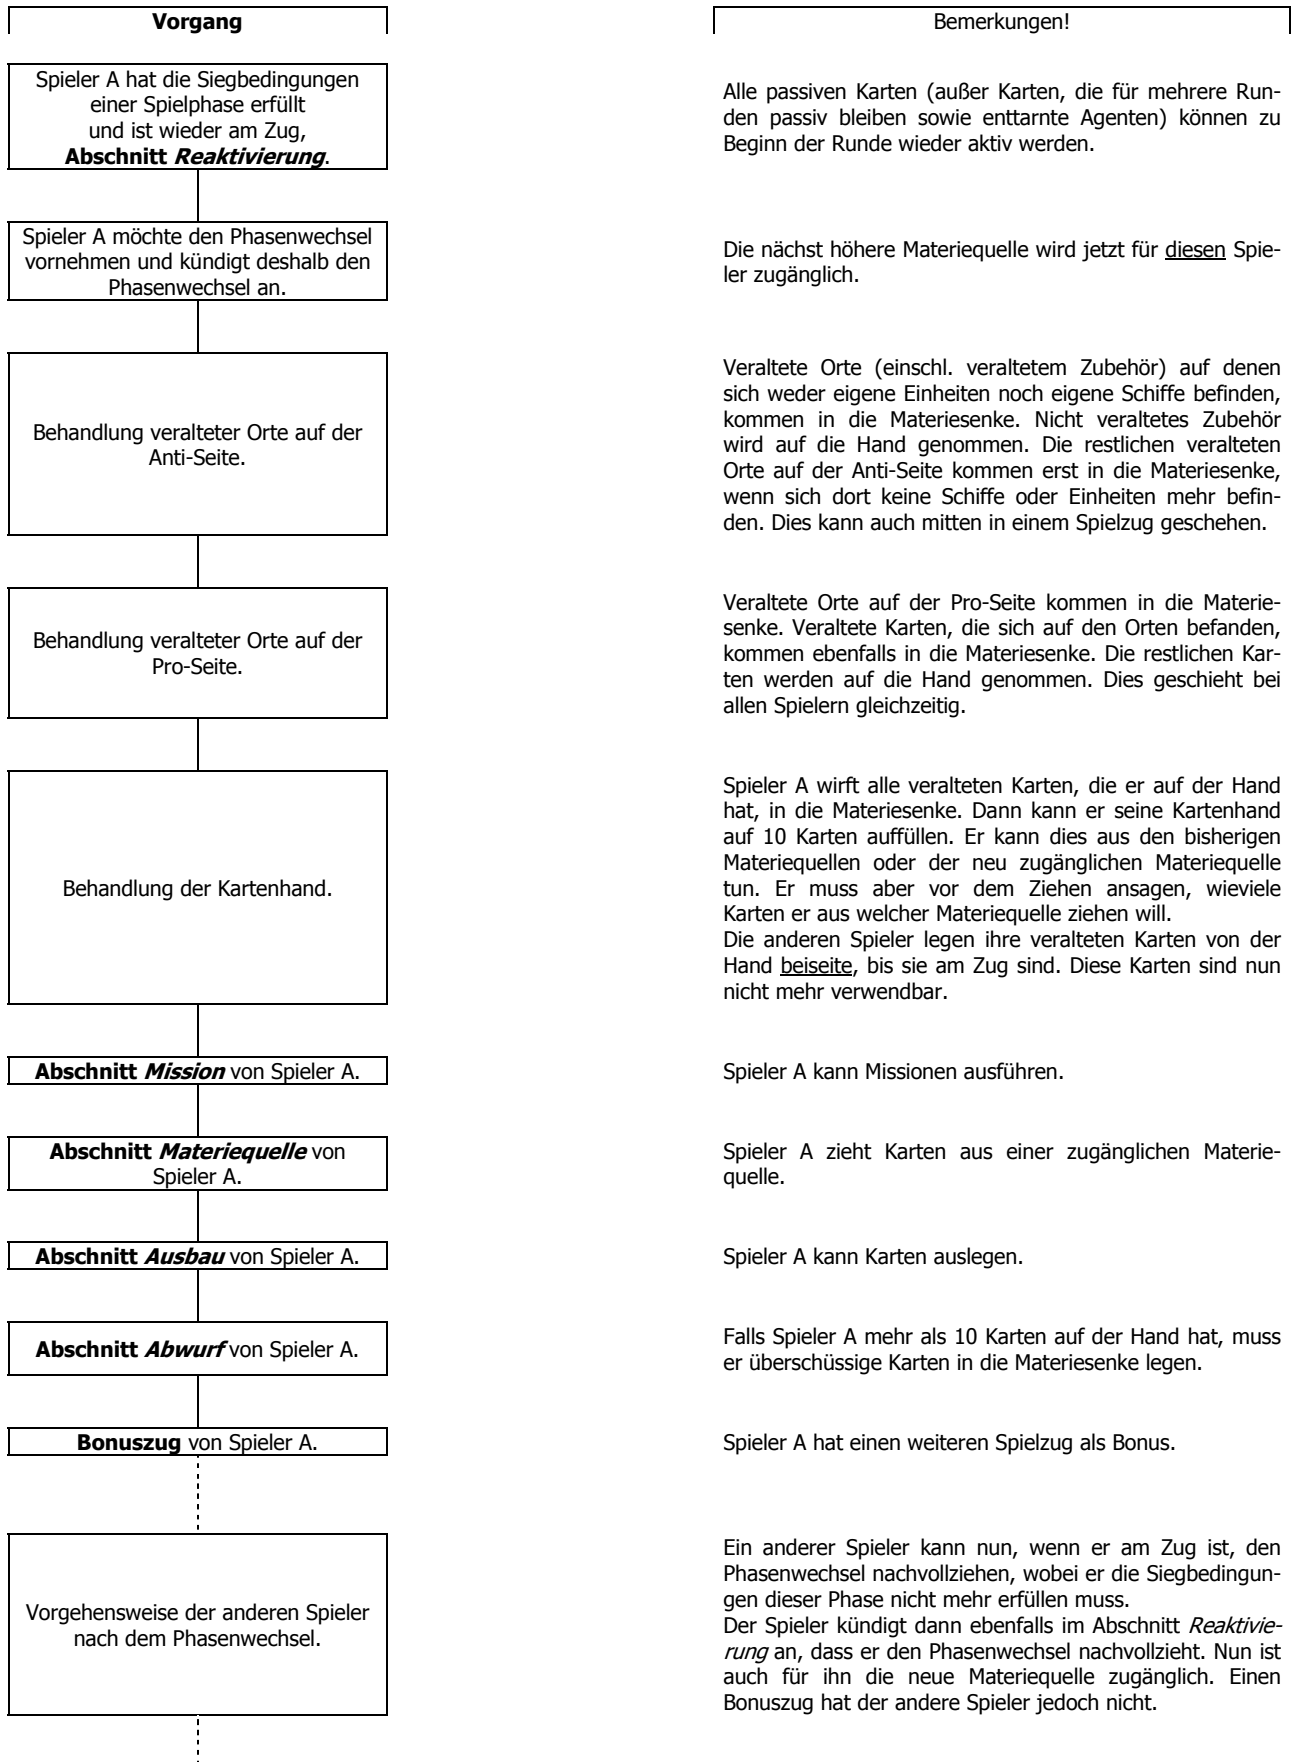 Vorgang
Bemerkungen!
Spieler A hat die Siegbedingungen
einer Spielphase erfüllt
und ist wieder am Zug,
Abschnitt Reaktivierung.
Alle passiven Karten (außer Karten, die für mehrere Run-
den passiv bleiben sowie enttarnte Agenten) können zu
Beginn der Runde wieder aktiv werden.
Spieler A möchte den Phasenwechsel
vornehmen und kündigt deshalb den
Phasenwechsel an.
Die nächst höhere Materiequelle wird jetzt für diesen Spie-
ler zugänglich.
Behandlung veralteter Orte auf der
Anti-Seite.
Veraltete Orte (einschl. veraltetem Zubehör) auf denen
sich weder eigene Einheiten noch eigene Schiffe befinden,
kommen in die Materiesenke. Nicht veraltetes Zubehör
wird auf die Hand genommen. Die restlichen veralteten
Orte auf der Anti-Seite kommen erst in die Materiesenke,
wenn sich dort keine Schiffe oder Einheiten mehr befin-
den. Dies kann auch mitten in einem Spielzug geschehen.
Behandlung veralteter Orte auf der
Pro-Seite.
Veraltete Orte auf der Pro-Seite kommen in die Materie-
senke. Veraltete Karten, die sich auf den Orten befanden,
kommen ebenfalls in die Materiesenke. Die restlichen Kar-
ten werden auf die Hand genommen. Dies geschieht bei
allen Spielern gleichzeitig.
Behandlung der Kartenhand.
Spieler A wirft alle veralteten Karten, die er auf der Hand
hat, in die Materiesenke. Dann kann er seine Kartenhand
auf 10 Karten auffüllen. Er kann dies aus den bisherigen
Materiequellen oder der neu zugänglichen Materiequelle
tun. Er muss aber vor dem Ziehen ansagen, wieviele
Karten er aus welcher Materiequelle ziehen will.
Die anderen Spieler legen ihre veralteten Karten von der
Hand beiseite, bis sie am Zug sind. Diese Karten sind nun
nicht mehr verwendbar.
Abschnitt Mission von Spieler A.
Spieler A kann Missionen ausführen.
Abschnitt Materiequelle von
Spieler A.
Spieler A zieht Karten aus einer zugänglichen Materie-
quelle.
Abschnitt Ausbau von Spieler A.
Spieler A kann Karten auslegen.
Abschnitt Abwurf von Spieler A.
Falls Spieler A mehr als 10 Karten auf der Hand hat, muss
er überschüssige Karten in die Materiesenke legen.
Bonuszug von Spieler A.
Spieler A hat einen weiteren Spielzug als Bonus.
Vorgehensweise der anderen Spieler
nach dem Phasenwechsel.
Ein anderer Spieler kann nun, wenn er am Zug ist, den
Phasenwechsel nachvollziehen, wobei er die Siegbedingun-
gen dieser Phase nicht mehr erfüllen muss.
Der Spieler kündigt dann ebenfalls im Abschnitt Reaktivie-
rung an, dass er den Phasenwechsel nachvollzieht. Nun ist
auch für ihn die neue Materiequelle zugänglich. Einen
Bonuszug hat der andere Spieler jedoch nicht.